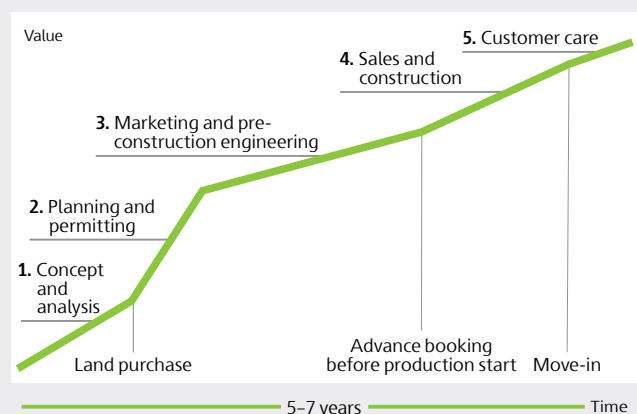 Value
5. Customer care
4. Sales and
construction
3. Marketing and pre-
construction engineering
2. Planning and
permitting
1. Concept
and
analysis
Land purchase
Advance booking
before production start
Move-in
5–7 years
Time